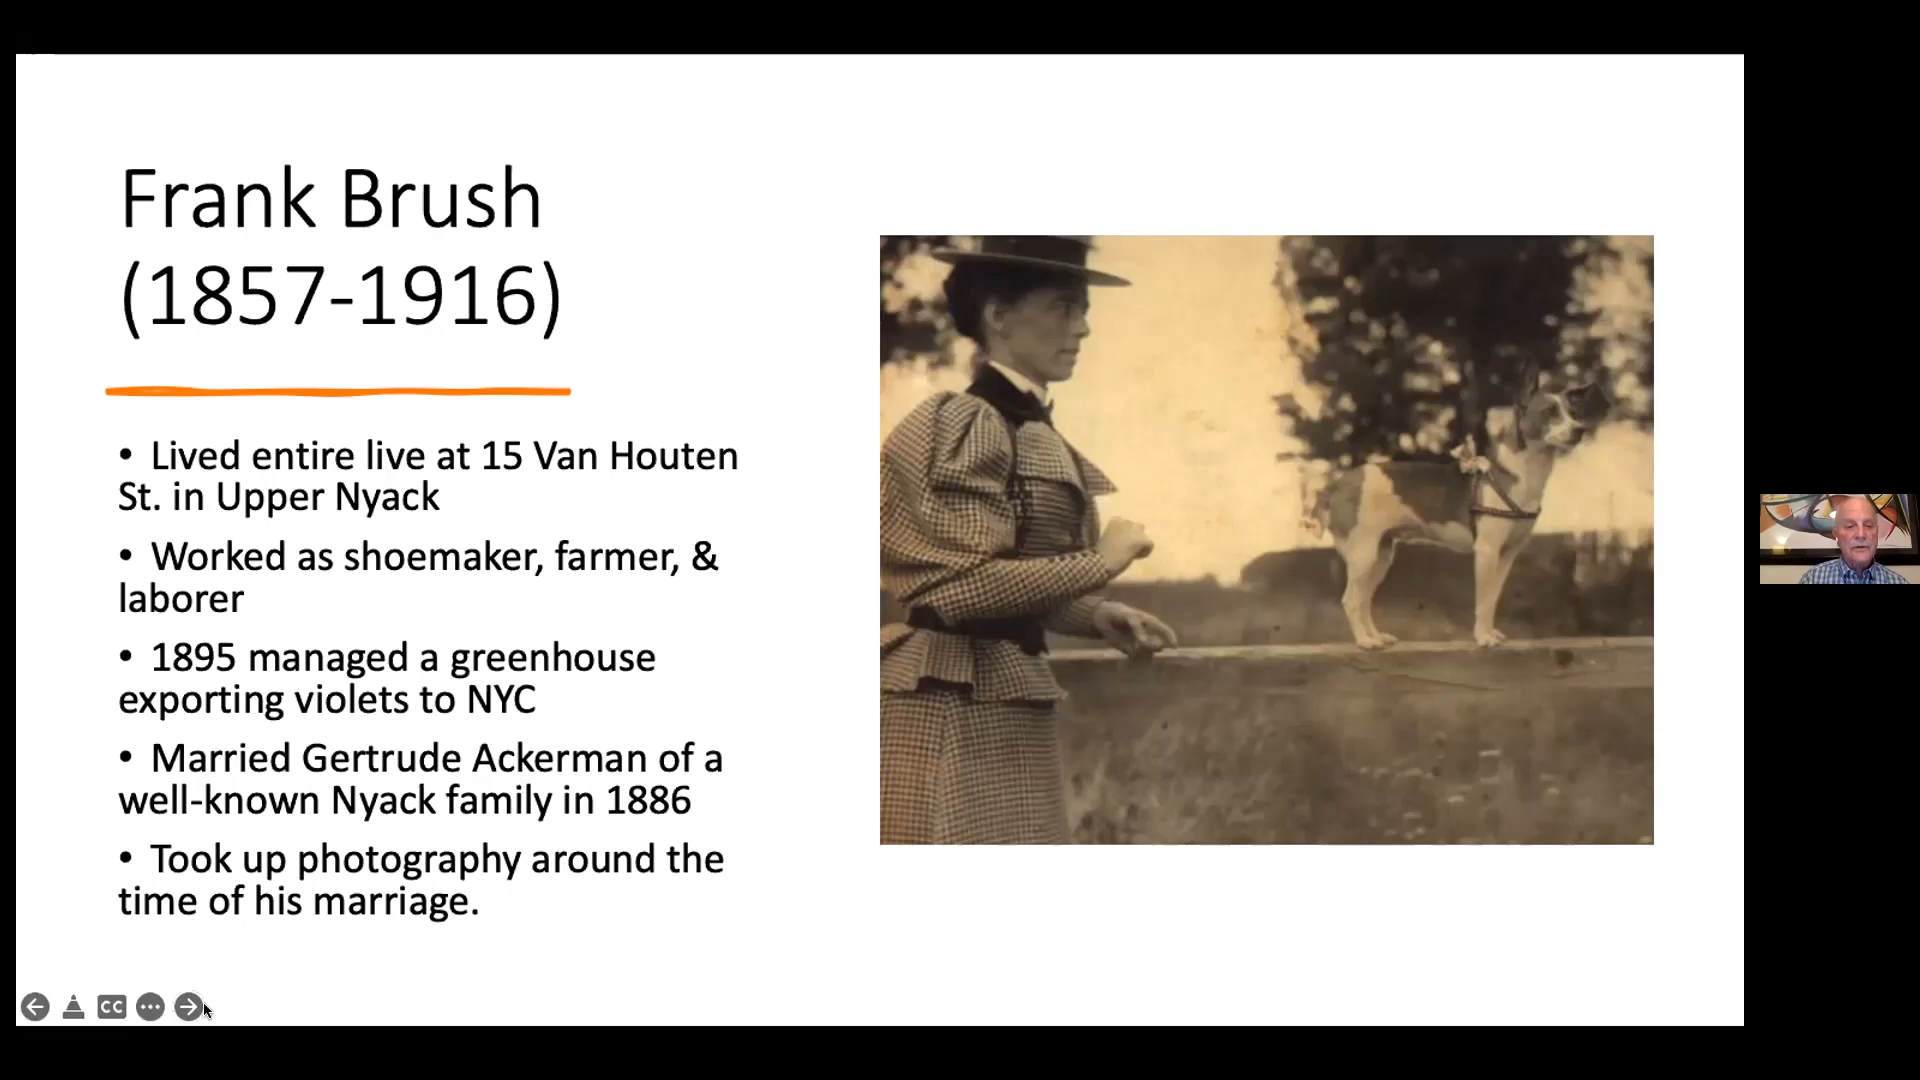 Frank Brush
(1857-1916)
• Lived entire live at 15 Van Houten
St. in Upper Nyack
• Worked as shoemaker, farmer, &
laborer
• 1895 managed a greenhouse
exporting violets to NYC
• Married Gertrude Ackerman of a
well-known Nyack family in 1886
• Took up photography around the
time of his marriage.
CC